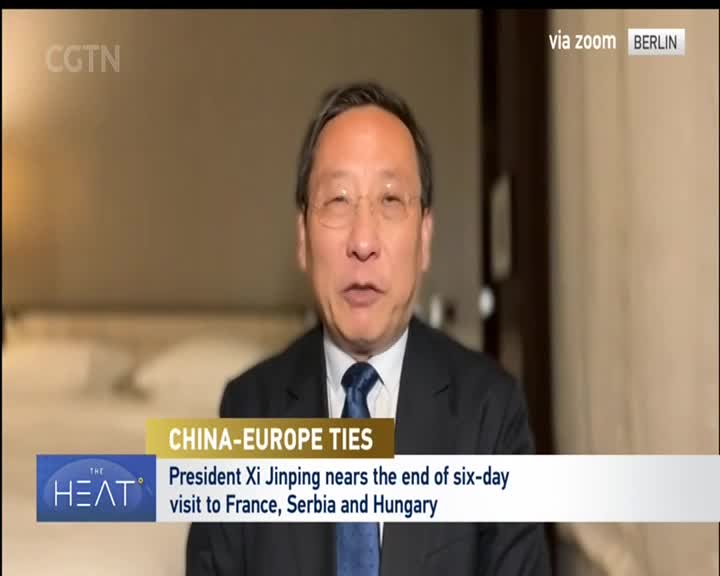 CGTN
via zoom BERLIN
CHINA-EUROPE TIES
THE
HEAT
President Xi Jinping nears the end of six-day
visit to France, Serbia and Hungary